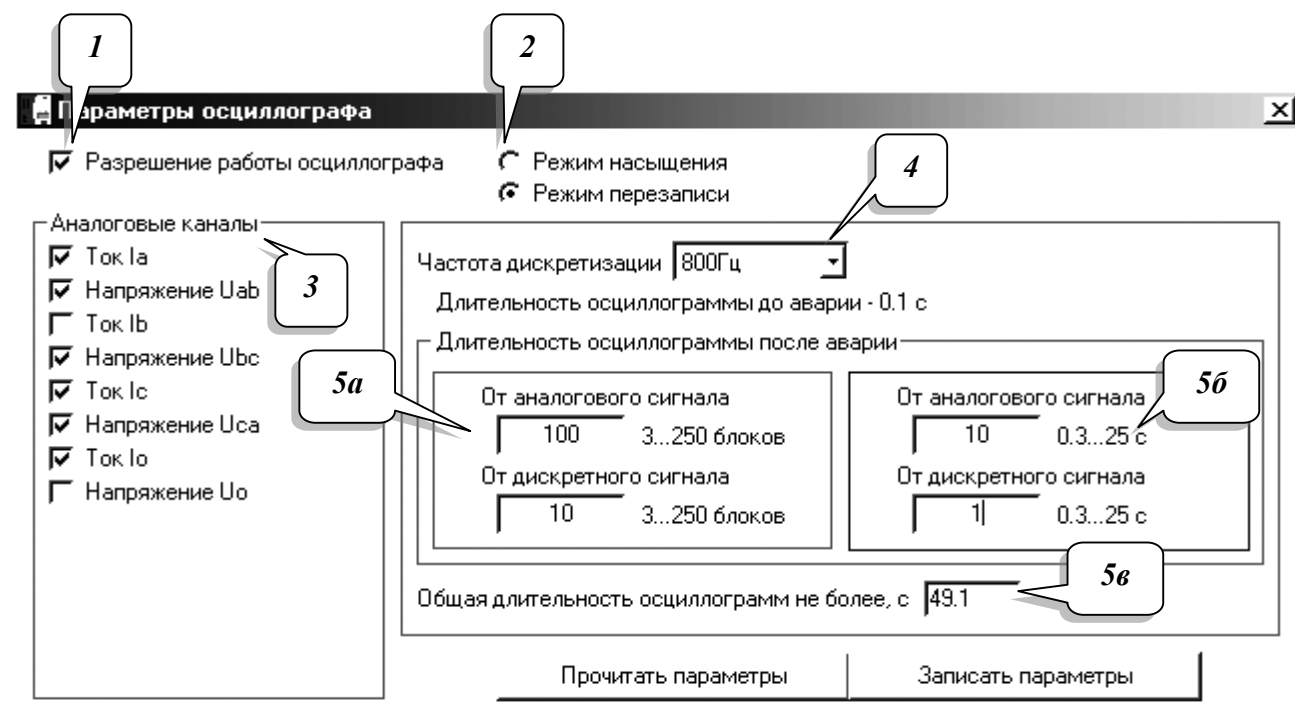 1
2
Параметры осциллографа
Разрешение работы осциллографа
Режим насыщения
Режим перезаписи
4
Аналоговые каналы
3
Ток Ia
Напряжение Uab
Ток Ib
Напряжение Ubc
Ток Ic
Напряжение Uca
Ток Io
Напряжение Uo
Частота дискретизации 800Гц
Длительность осциллограммы до аварии - 0.1 с
Длительность осциллограммы после аварии
5а
От аналогового сигнала
100 3...250 блоков
От дискретного сигнала
10 3...250 блоков
5б
От аналогового сигнала
10 0.3...25 с
От дискретного сигнала
1 0.3...25 с
5в
Общая длительность осциллограмм не более, с 49.1
Прочитать параметры
Записать параметры